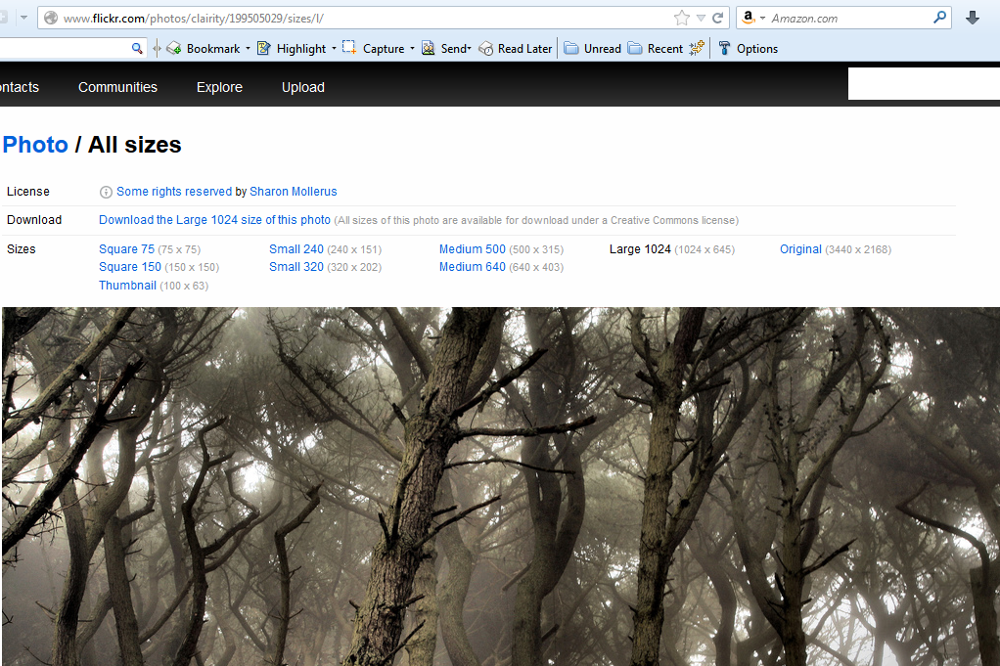 www.flickr.com/photos/clairity/199505029/sizes/l/ Amazon.com
Bookmark Highlight Capture Send Read Later Unread Recent Options
ontacts Communities Explore Upload
Photo / All sizes
License Some rights reserved by Sharon Mollerus
Download Download the Large 1024 size of this photo (All sizes of this photo are available for download under a Creative Commons license)
Sizes Square 75 (75 x 75) Small 240 (240 x 151) Medium 500 (500 x 315) Large 1024 (1024 x 645) Original (3440 x 2168)
Square 150 (150 x 150) Small 320 (320 x 202) Medium 640 (640 x 403)
Thumbnail (100 x 63)